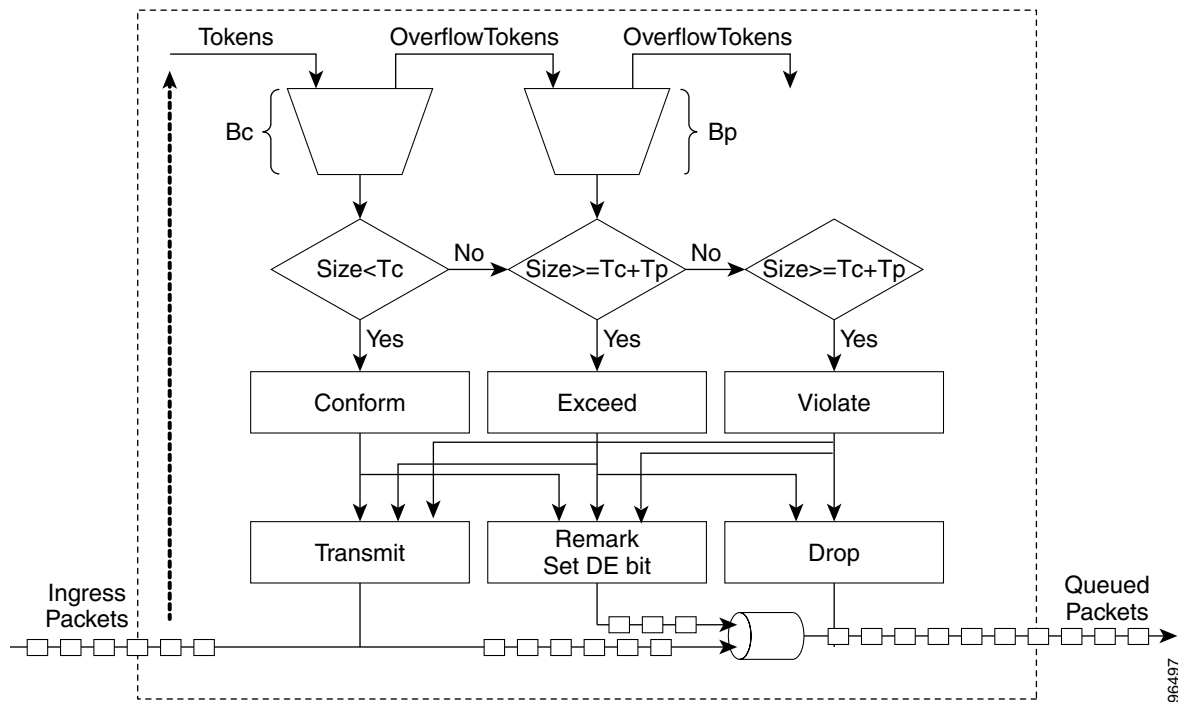 Tokens
OverflowTokens
OverflowTokens
Bc
Bp
Size<Tc
No
Size>=Tc+Tp
No
Size>=Tc+Tp
Yes
Yes
Yes
Conform
Exceed
Violate
Transmit
Remark
Set DE bit
Drop
Ingress
Packets
Queued
Packets
96497